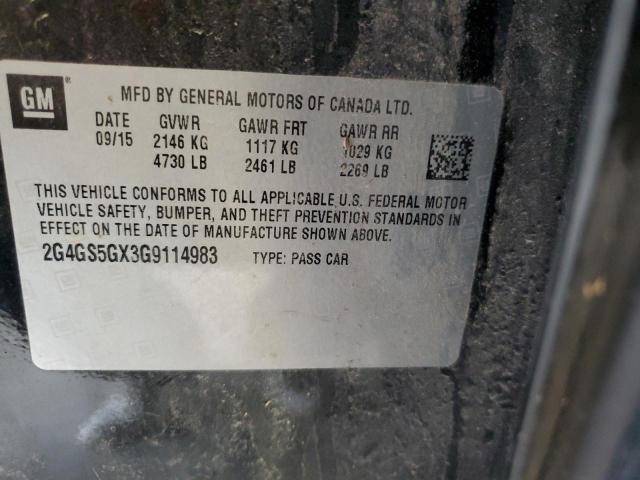 GM ®
MFD BY GENERAL MOTORS OF CANADA LTD.
DATE GVWR GAWR FRT GAWR RR
09/15 2146 KG 1117 KG 1029 KG
4730 LB 2461 LB 2269 LB
THIS VEHICLE CONFORMS TO ALL APPLICABLE U.S. FEDERAL MOTOR
VEHICLE SAFETY, BUMPER, AND THEFT PREVENTION STANDARDS IN
EFFECT ON THE DATE OF MANUFACTURE SHOWN ABOVE.
2G4GS5GX3G9114983 TYPE: PASS CAR